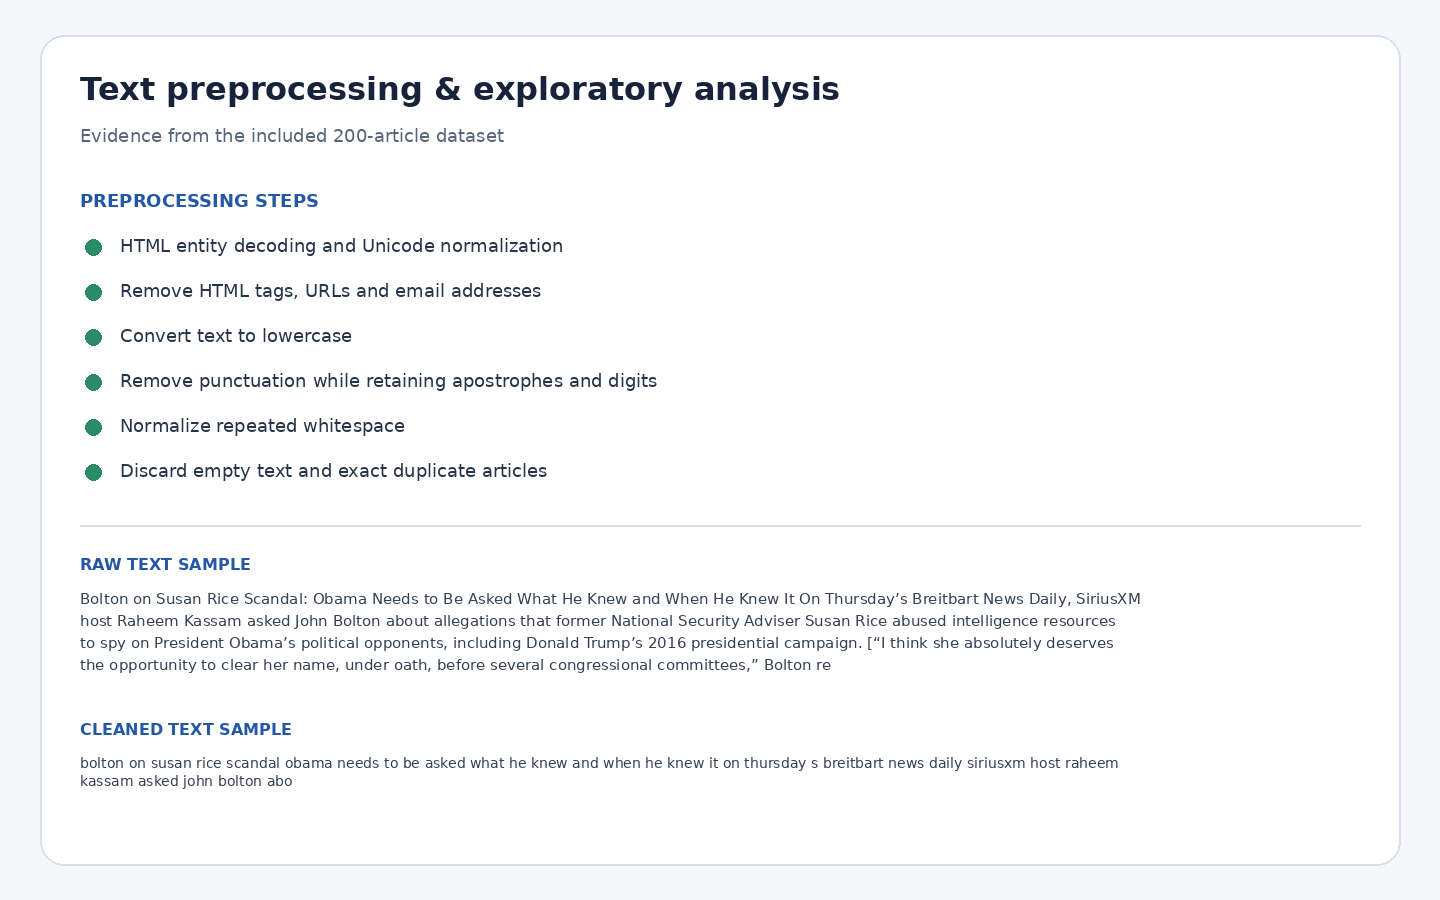 Text preprocessing & exploratory analysis
Evidence from the included 200-article dataset
PREPROCESSING STEPS
HTML entity decoding and Unicode normalization
Remove HTML tags, URLs and email addresses
Convert text to lowercase
Remove punctuation while retaining apostrophes and digits
Normalize repeated whitespace
Discard empty text and exact duplicate articles
RAW TEXT SAMPLE
Bolton on Susan Rice Scandal: Obama Needs to Be Asked What He Knew and When He Knew It On Thursday’s Breitbart News Daily, SiriusXM
host Raheem Kassam asked John Bolton about allegations that former National Security Adviser Susan Rice abused intelligence resources
to spy on President Obama’s political opponents, including Donald Trump’s 2016 presidential campaign. [“I think she absolutely deserves
the opportunity to clear her name, under oath, before several congressional committees,” Bolton re
CLEANED TEXT SAMPLE
bolton on susan rice scandal obama needs to be asked what he knew and when he knew it on thursday s breitbart news daily siriusxm host raheem
kassam asked john bolton abo